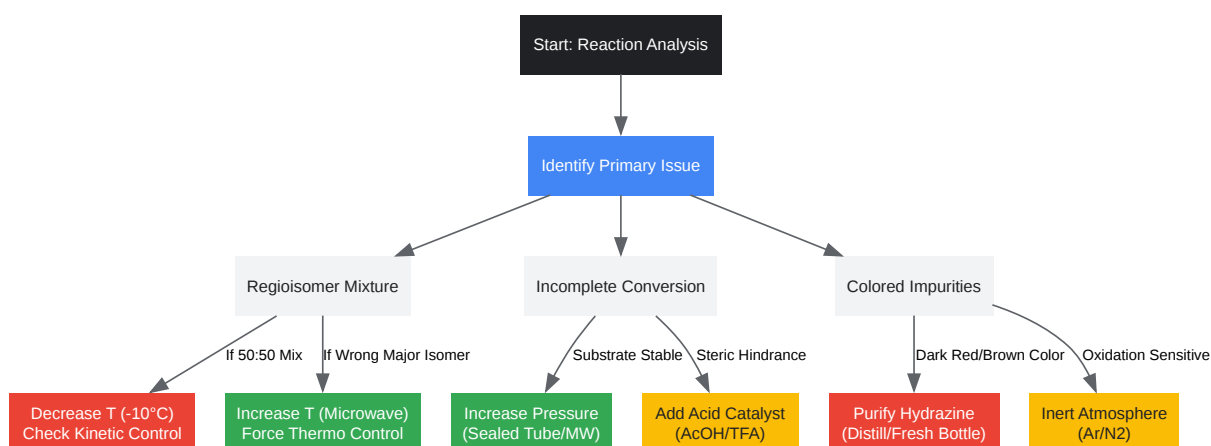 Start: Reaction Analysis
Identify Primary Issue
Regioisomer Mixture
Incomplete Conversion
Colored Impurities
If 50:50 Mix
If Wrong Major Isomer
Substrate Stable
Steric Hindrance
Dark Red/Brown Color
Oxidation Sensitive
Decrease T (-10°C)
Check Kinetic Control
Increase T (Microwave)
Force Thermo Control
Increase Pressure
(Sealed Tube/MW)
Add Acid Catalyst
(AcOH/TFA)
Purify Hydrazine
(Distill/Fresh Bottle)
Inert Atmosphere
(Ar/N2)